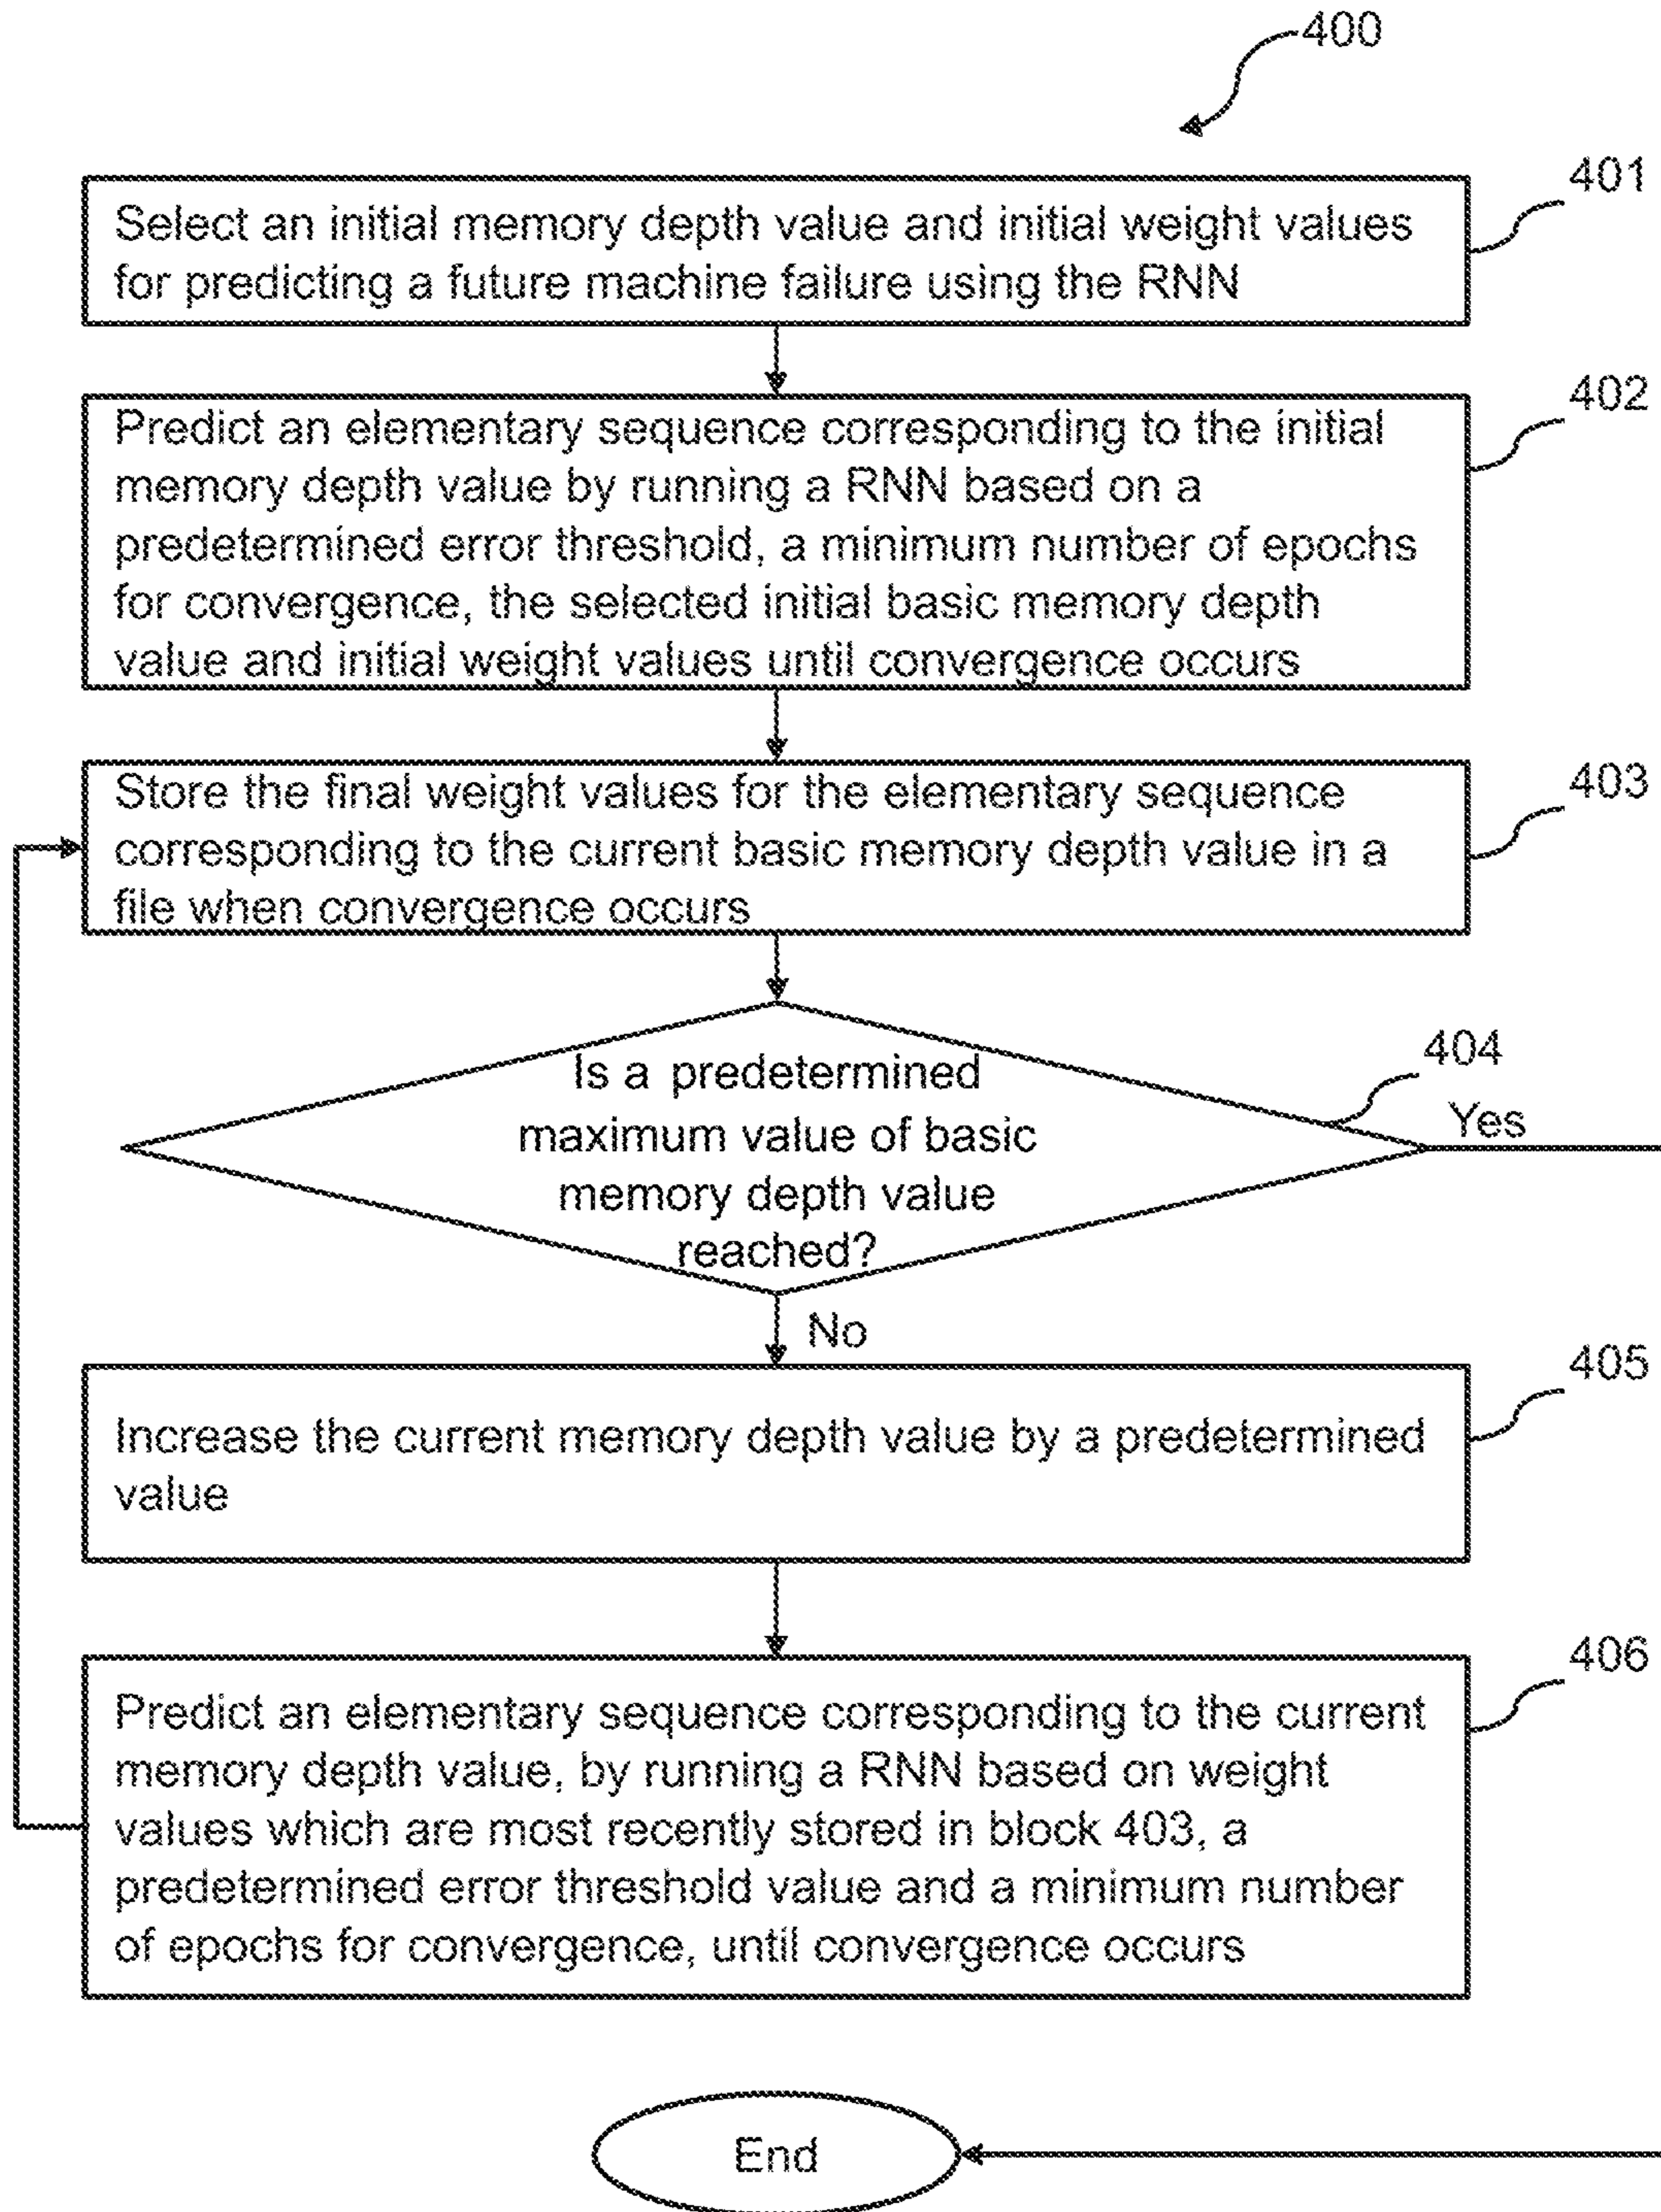 400
401
Select an initial memory depth value and initial weight values
for predicting a future machine failure using the RNN
402
Predict an elementary sequence corresponding to the initial
memory depth value by running a RNN based on a
predetermined error threshold, a minimum number of epochs
for convergence, the selected initial basic memory depth
value and initial weight values until convergence occurs
403
Store the final weight values for the elementary sequence
corresponding to the current basic memory depth value in a
file when convergence occurs
404
Is a predetermined
maximum value of basic
memory depth value
reached?
Yes
No
405
Increase the current memory depth value by a predetermined
value
406
Predict an elementary sequence corresponding to the current
memory depth value, by running a RNN based on weight
values which are most recently stored in block 403, a
predetermined error threshold value and a minimum number
of epochs for convergence, until convergence occurs
End